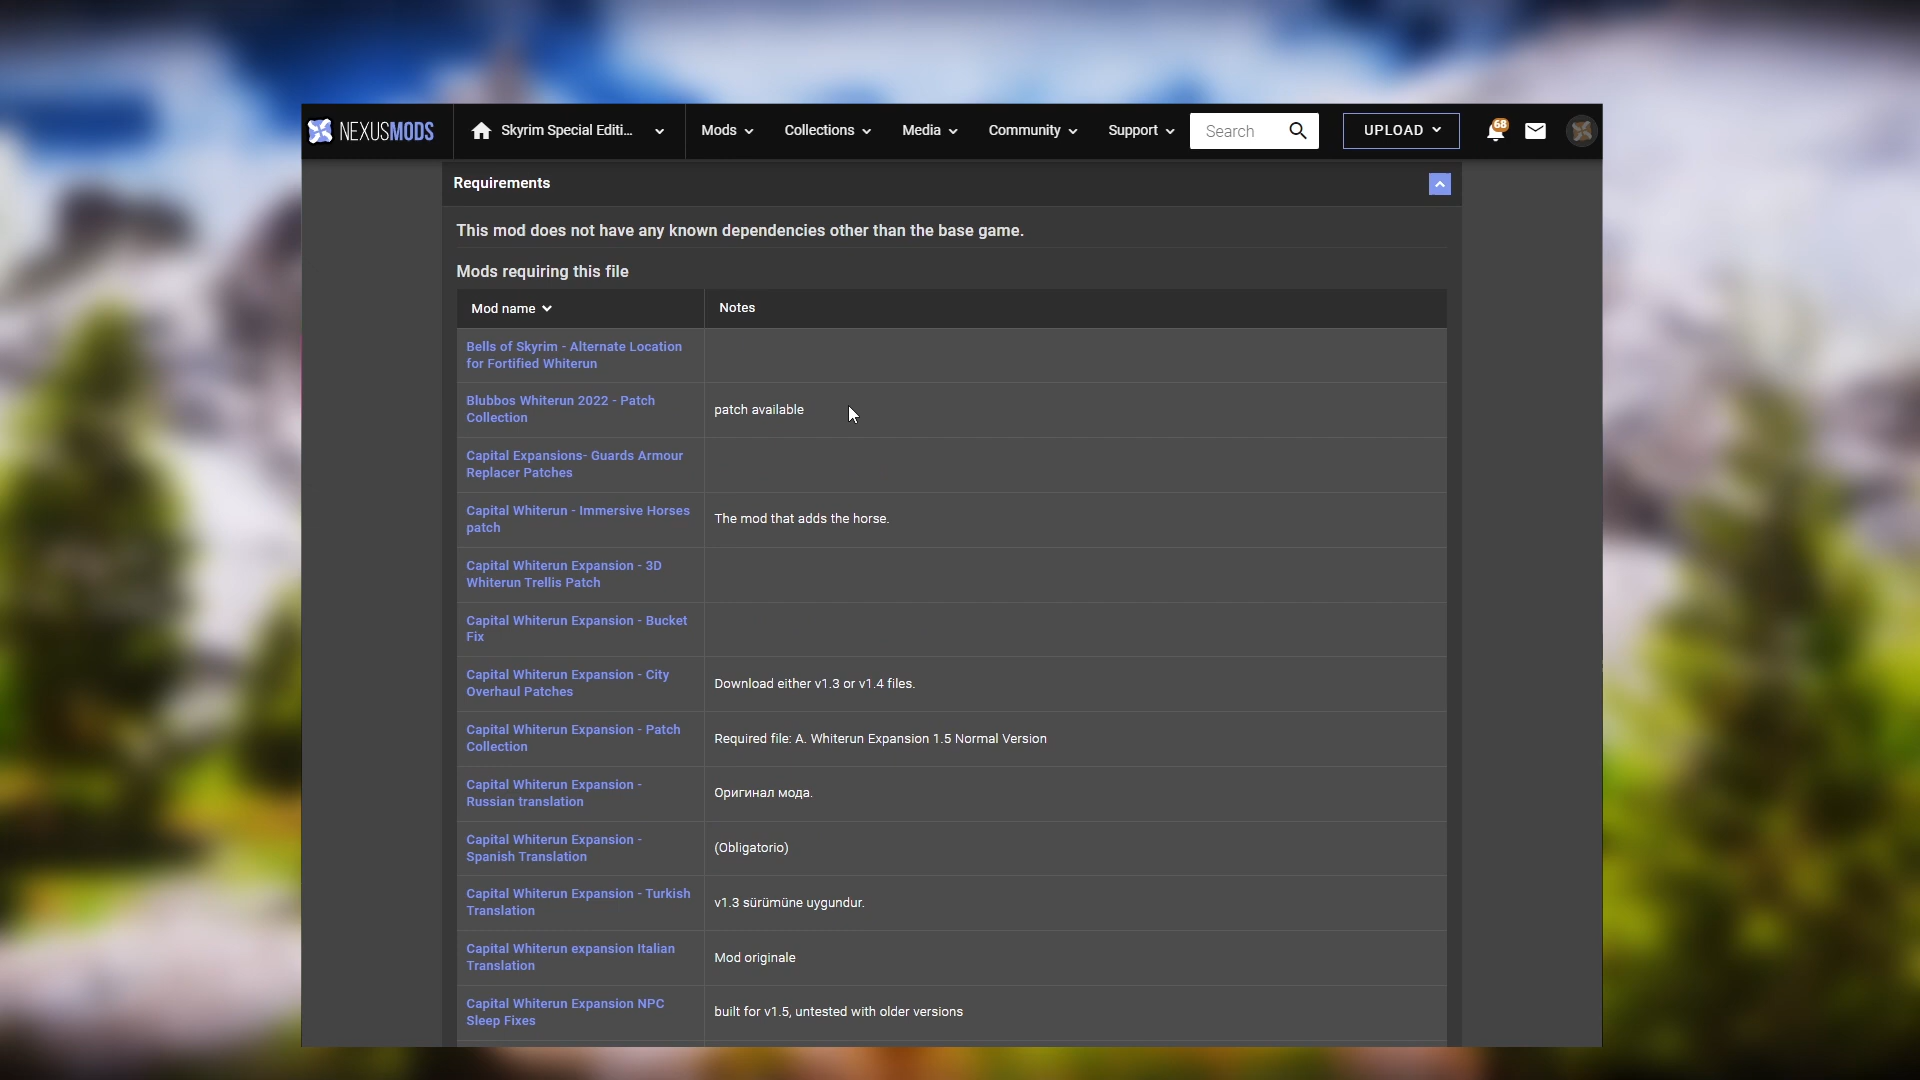 NEXUSMODS
Skyrim Special Editi...
Mods
Collections
Media
Community
Support
Search
UPLOAD
68
Requirements
This mod does not have any known dependencies other than the base game.
Mods requiring this file
Mod name
Notes
Bells of Skyrim - Alternate Location
for Fortified Whiterun
Blubbos Whiterun 2022 - Patch
Collection
patch available
Capital Expansions- Guards Armour
Replacer Patches
Capital Whiterun - Immersive Horses
patch
The mod that adds the horse.
Capital Whiterun Expansion - 3D
Whiterun Trellis Patch
Capital Whiterun Expansion - Bucket
Fix
Capital Whiterun Expansion - City
Overhaul Patches
Download either v1.3 or v1.4 files.
Capital Whiterun Expansion - Patch
Collection
Required file: A. Whiterun Expansion 1.5 Normal Version
Capital Whiterun Expansion -
Russian translation
Оригинал мода.
Capital Whiterun Expansion -
Spanish Translation
(Obligatorio)
Capital Whiterun Expansion - Turkish
Translation
v1.3 sürümüne uygundur.
Capital Whiterun expansion Italian
Translation
Mod originale
Capital Whiterun Expansion NPC
Sleep Fixes
built for v1.5, untested with older versions